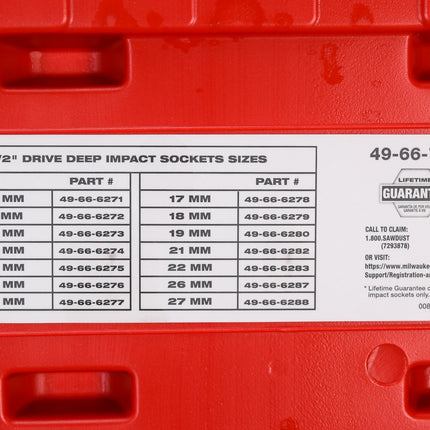 /2" DRIVE DEEP IMPACT SOCKETS SIZES
PART # PART #
MM 49-66-6271 17 MM 49-66-6278
MM 49-66-6272 18 MM 49-66-6279
MM 49-66-6273 19 MM 49-66-6280
MM 49-66-6274 21 MM 49-66-6282
MM 49-66-6275 22 MM 49-66-6283
MM 49-66-6276 26 MM 49-66-6287
MM 49-66-6277 27 MM 49-66-6288
49-66-
LIFETIME
GUARAN
CALL TO CLAIM:
1.800.SAWDUST
(7293878)
OR VISIT:
https://www.milwaukee
Support/Registration-a
* Lifetime Guarantee
impact sockets only.
008